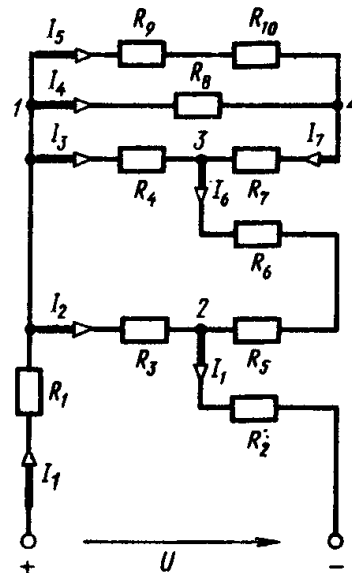 I5 R9 R10
1 I4 R8 4
I3 R4 3 I6 R7 I7
R6
I2 R3 2 I1 R5
R1 R2
I1
+ U −